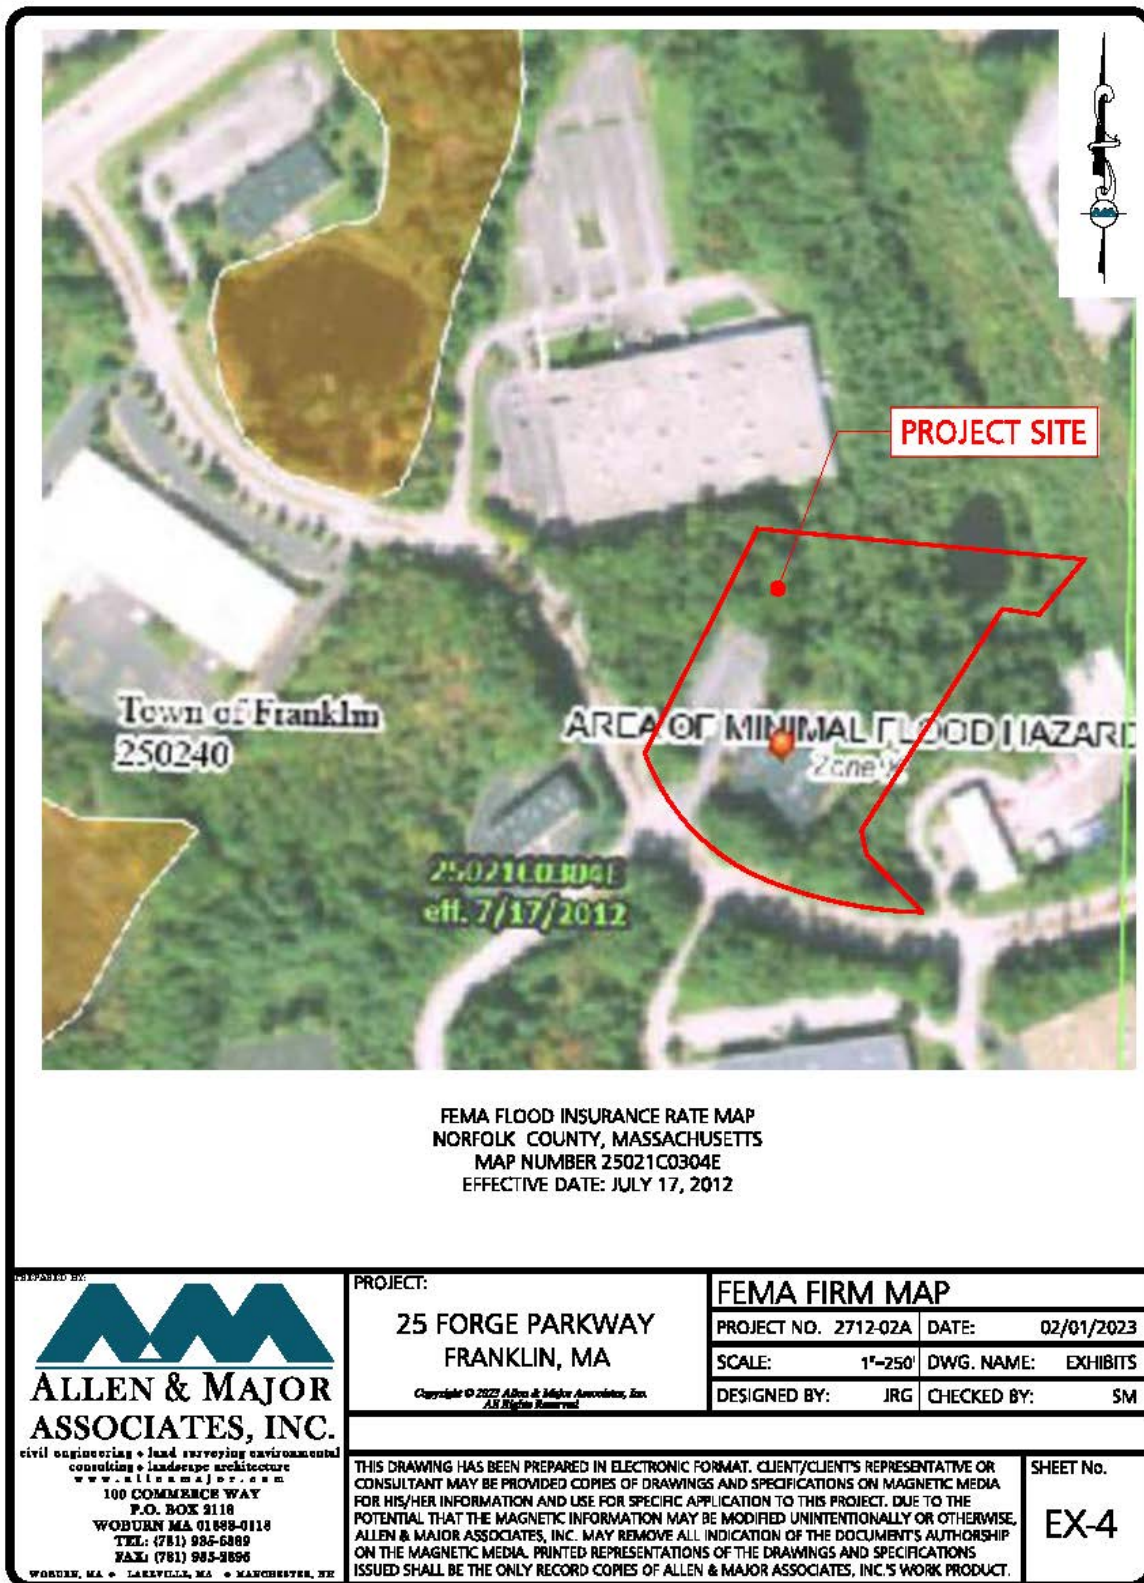 PROJECT SITE
Town of Franklin
250240
AREA OF MINIMAL FLOOD HAZARD
Zone X
25021C0304E
eff. 7/17/2012
FEMA FLOOD INSURANCE RATE MAP
NORFOLK COUNTY, MASSACHUSETTS
MAP NUMBER 25021C0304E
EFFECTIVE DATE: JULY 17, 2012
PREPARED BY:
ALLEN & MAJOR
ASSOCIATES, INC.
civil engineering ♦ land surveying environmental
consulting ♦ landscape architecture
www.allenmajor.com
100 COMMERCE WAY
P.O. BOX 2118
WOBURN MA 01888-0118
TEL: (781) 935-6889
FAX: (781) 935-2896
WOBURN, MA ♦ LAKEVILLE, MA ♦ MANCHESTER, NH
PROJECT:
25 FORGE PARKWAY
FRANKLIN, MA
Copyright © 2023 Allen & Major Associates, Inc.
All Rights Reserved
FEMA FIRM MAP
PROJECT NO. 2712-02A DATE: 02/01/2023
SCALE: 1"=250' DWG. NAME: EXHIBITS
DESIGNED BY: JRG CHECKED BY: SM
THIS DRAWING HAS BEEN PREPARED IN ELECTRONIC FORMAT. CLIENT/CLIENT'S REPRESENTATIVE OR
CONSULTANT MAY BE PROVIDED COPIES OF DRAWINGS AND SPECIFICATIONS ON MAGNETIC MEDIA
FOR HIS/HER INFORMATION AND USE FOR SPECIFIC APPLICATION TO THIS PROJECT. DUE TO THE
POTENTIAL THAT THE MAGNETIC INFORMATION MAY BE MODIFIED UNINTENTIONALLY OR OTHERWISE,
ALLEN & MAJOR ASSOCIATES, INC. MAY REMOVE ALL INDICATION OF THE DOCUMENT'S AUTHORSHIP
ON THE MAGNETIC MEDIA. PRINTED REPRESENTATIONS OF THE DRAWINGS AND SPECIFICATIONS
ISSUED SHALL BE THE ONLY RECORD COPIES OF ALLEN & MAJOR ASSOCIATES, INC.'S WORK PRODUCT.
SHEET No.
EX-4